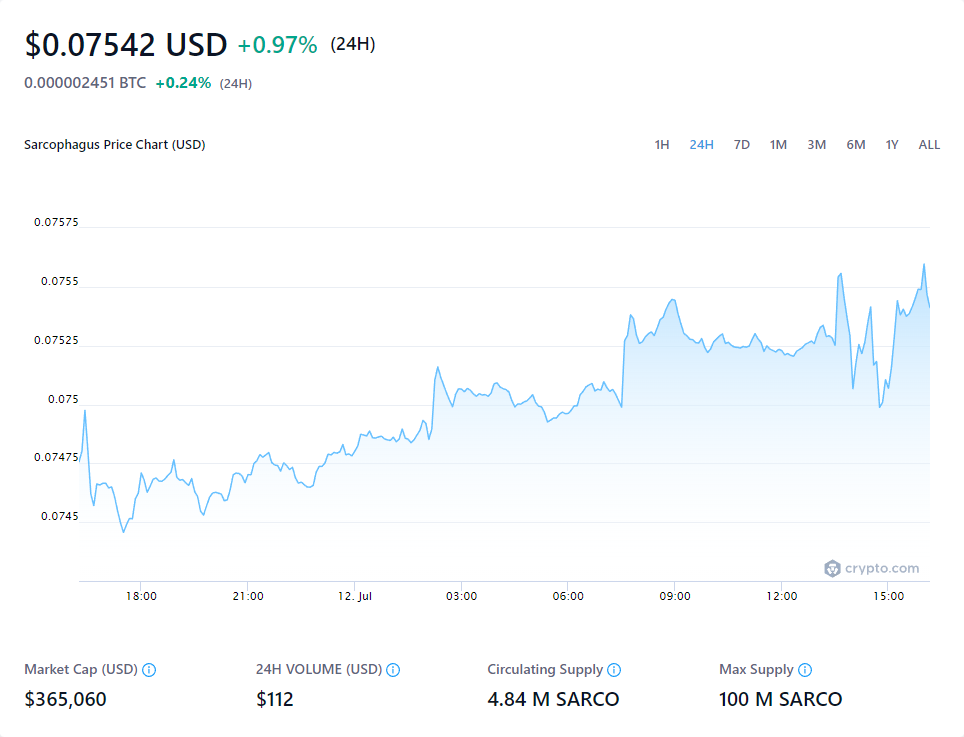 $0.07542 USD +0.97% (24H)
0.000002451 BTC +0.24% (24H)
Sarcophagus Price Chart (USD)
1H 24H 7D 1M 3M 6M 1Y ALL
0.07575
0.0755
0.07525
0.075
0.07475
0.0745
crypto.com
18:00 21:00 12. Jul 03:00 06:00 09:00 12:00 15:00
Market Cap (USD) 24H VOLUME (USD) Circulating Supply Max Supply
$365,060 $112 4.84 M SARCO 100 M SARCO